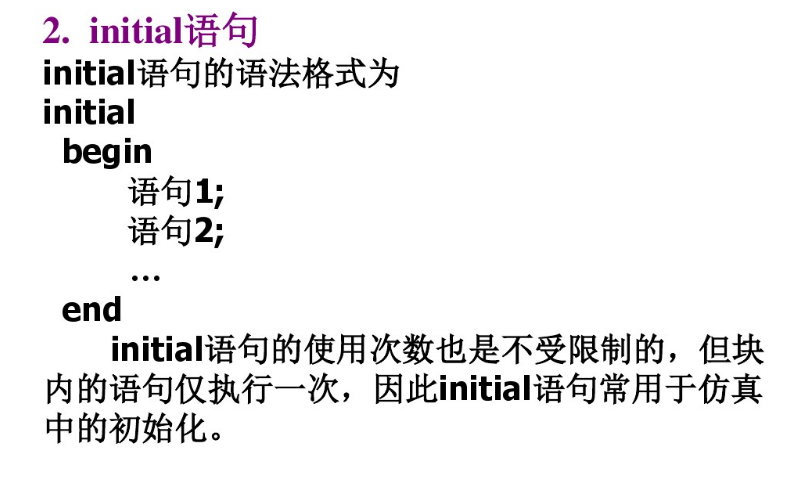 2. initial语句
initial语句的语法格式为
initial
begin
语句1;
语句2;
…
end
initial语句的使用次数也是不受限制的，但块
内的语句仅执行一次，因此initial语句常用于仿真
中的初始化。